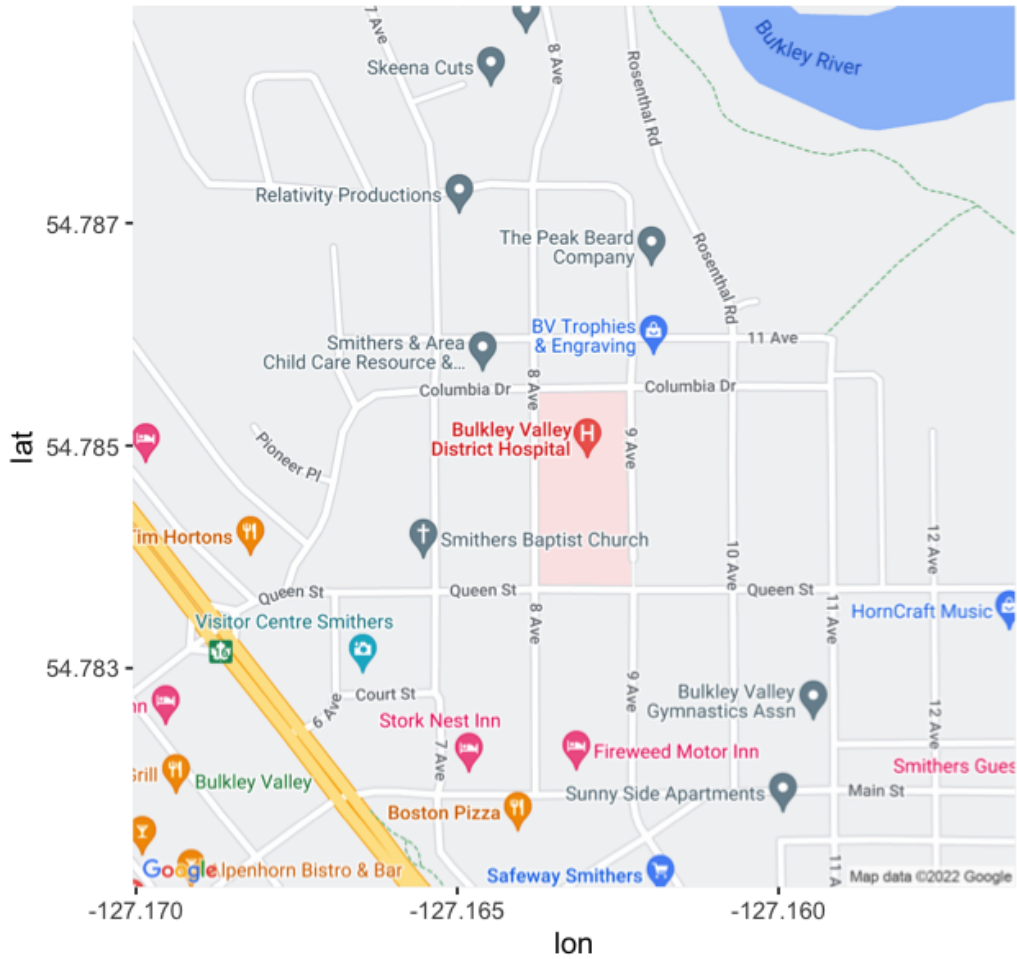 7 Ave
Skeena Cuts
8 Ave
Rosenthal Rd
Bulkley River
Relativity Productions
54.787
The Peak Beard
Company
Rosenthal Rd
BV Trophies
& Engraving
11 Ave
Smithers & Area
Child Care Resource &...
Columbia Dr
8 Ave
Columbia Dr
Bulkley Valley
District Hospital
H
9 Ave
lat
54.785
Pioneer Pl
Tim Hortons
Smithers Baptist Church
10 Ave
12 Ave
Queen St
Queen St
Queen St
8 Ave
11 Ave
HornCraft Music
Visitor Centre Smithers
16
54.783
9 Ave
Court St
6 Ave
Bulkley Valley
Gymnastics Assn
12 Ave
nn
Stork Nest Inn
7 Ave
Fireweed Motor Inn
Smithers Gues
Grill
Bulkley Valley
Sunny Side Apartments
Main St
Boston Pizza
Google
Alpenhorn Bistro & Bar
Safeway Smithers
11 A
Map data ©2022 Google
-127.170
-127.165
-127.160
lon